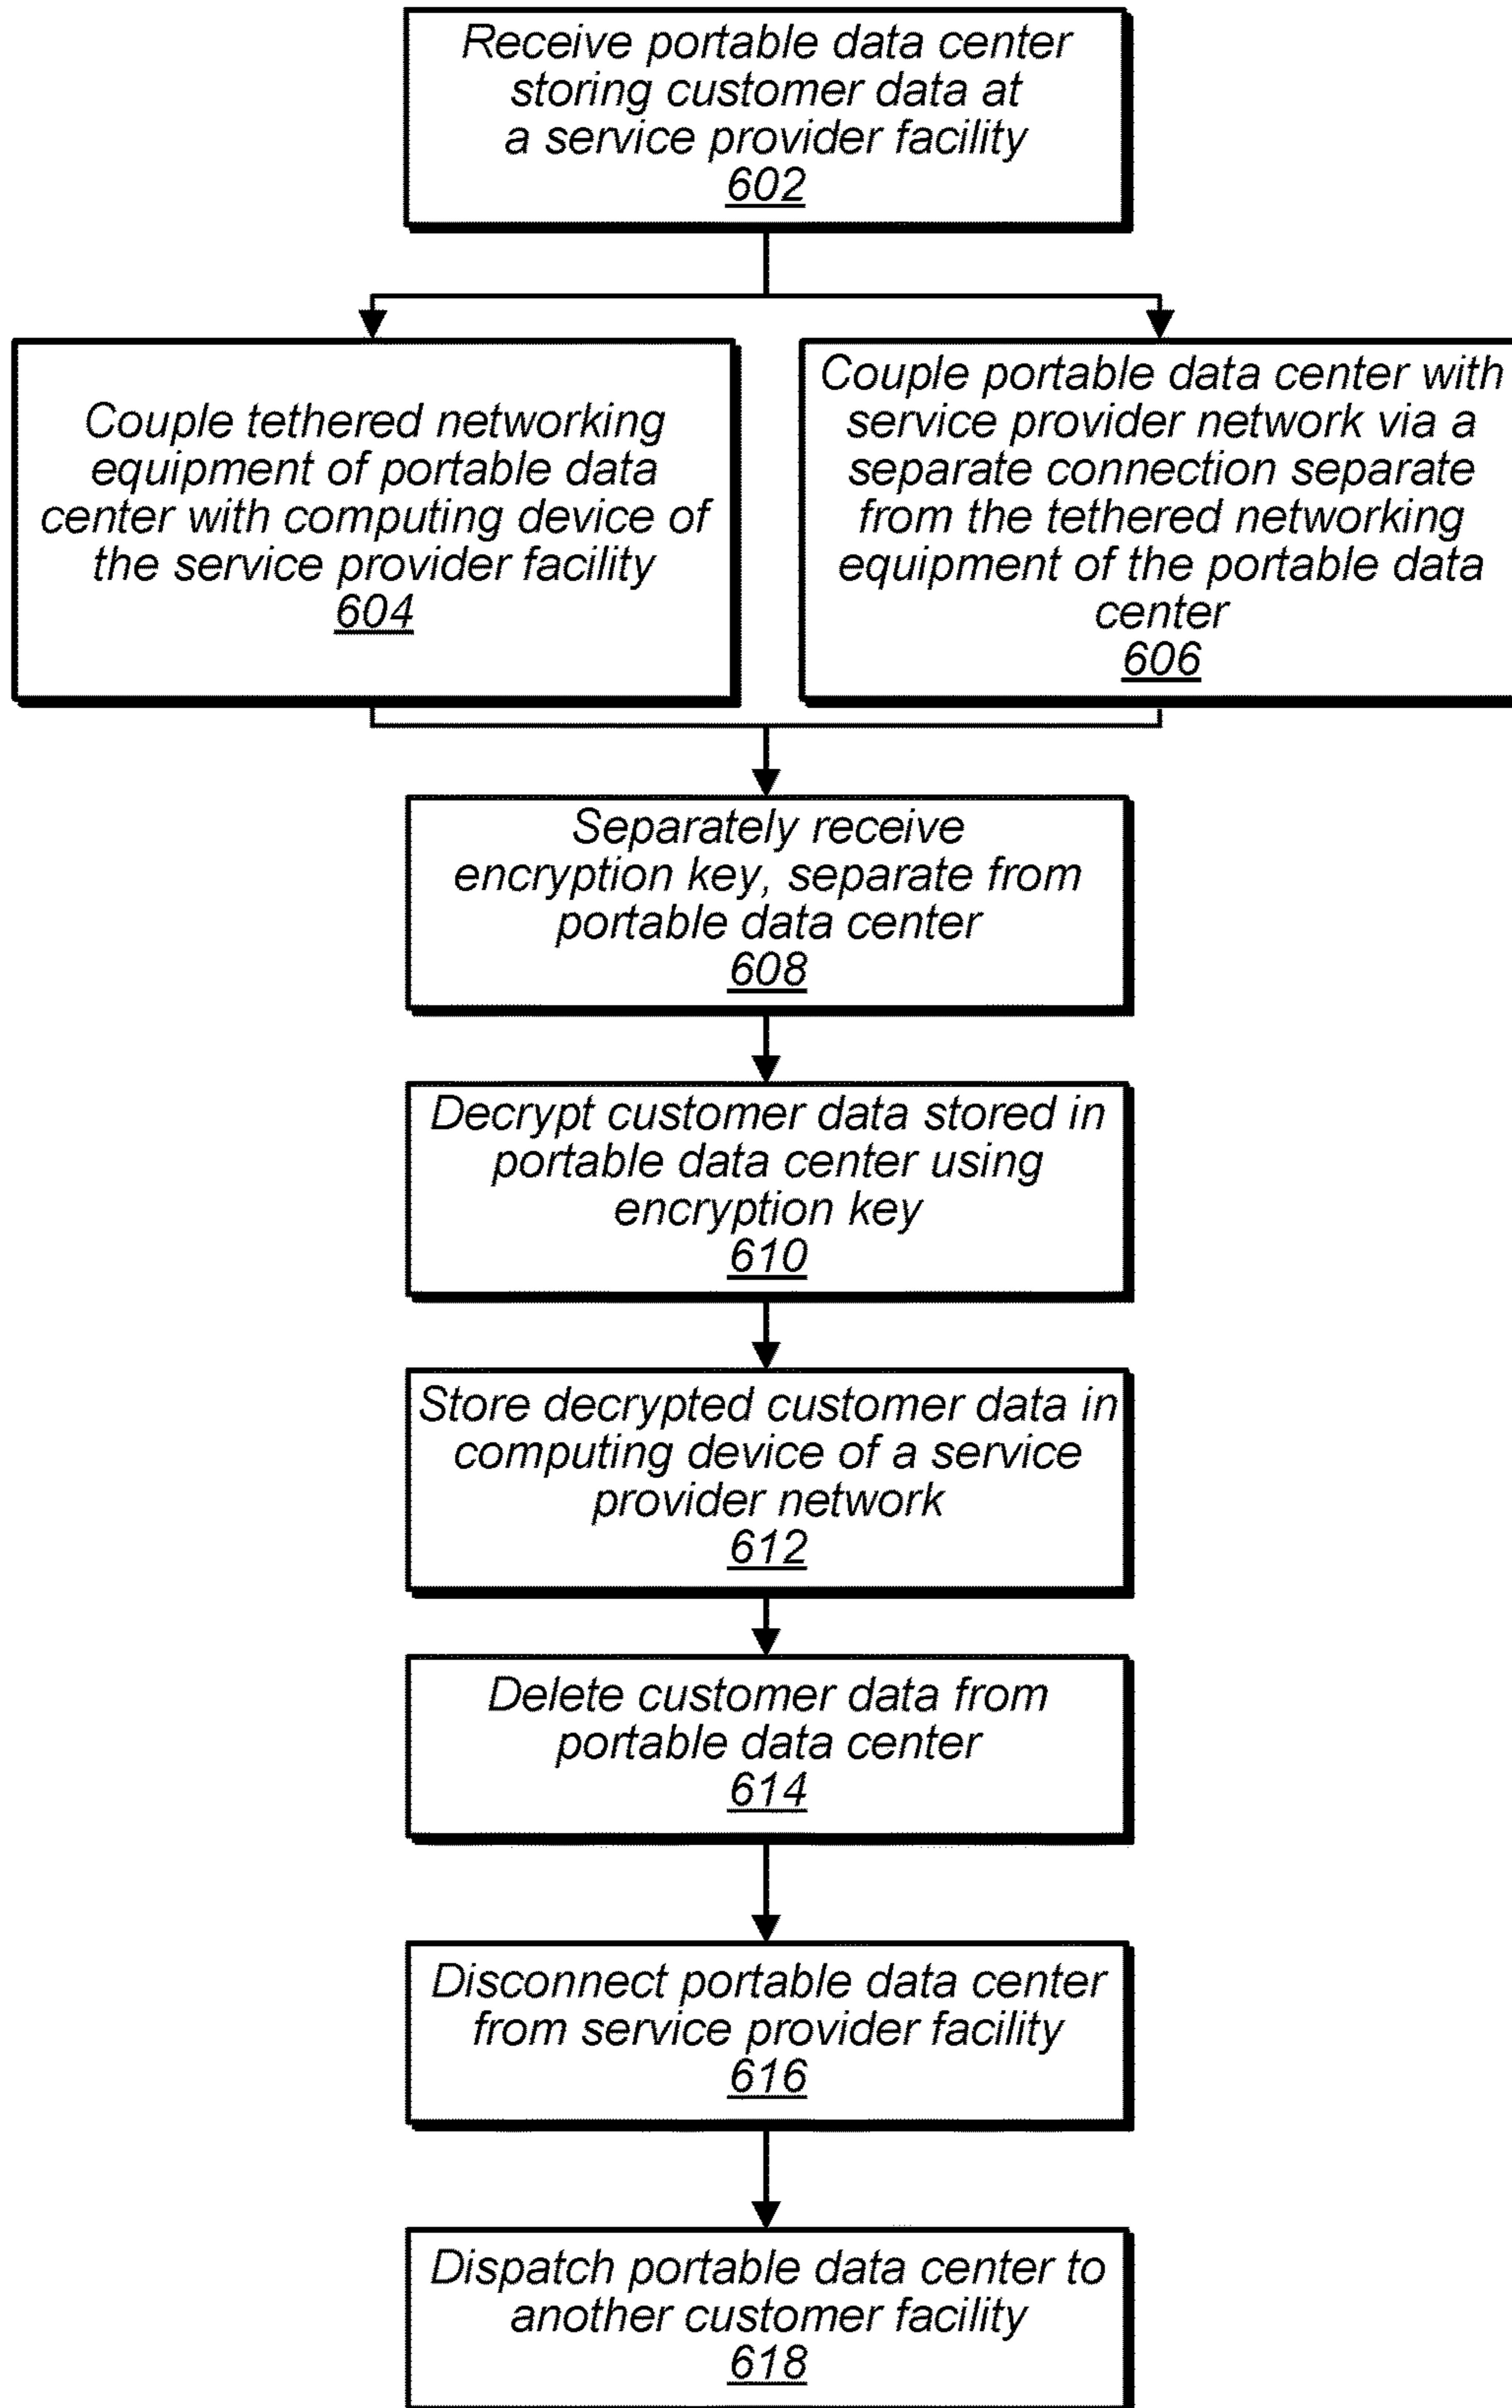 Receive portable data center
storing customer data at
a service provider facility
602
Couple tethered networking
equipment of portable data
center with computing device of
the service provider facility
604
Couple portable data center with
service provider network via a
separate connection separate
from the tethered networking
equipment of the portable data
center
606
Separately receive
encryption key, separate from
portable data center
608
Decrypt customer data stored in
portable data center using
encryption key
610
Store decrypted customer data in
computing device of a service
provider network
612
Delete customer data from
portable data center
614
Disconnect portable data center
from service provider facility
616
Dispatch portable data center to
another customer facility
618